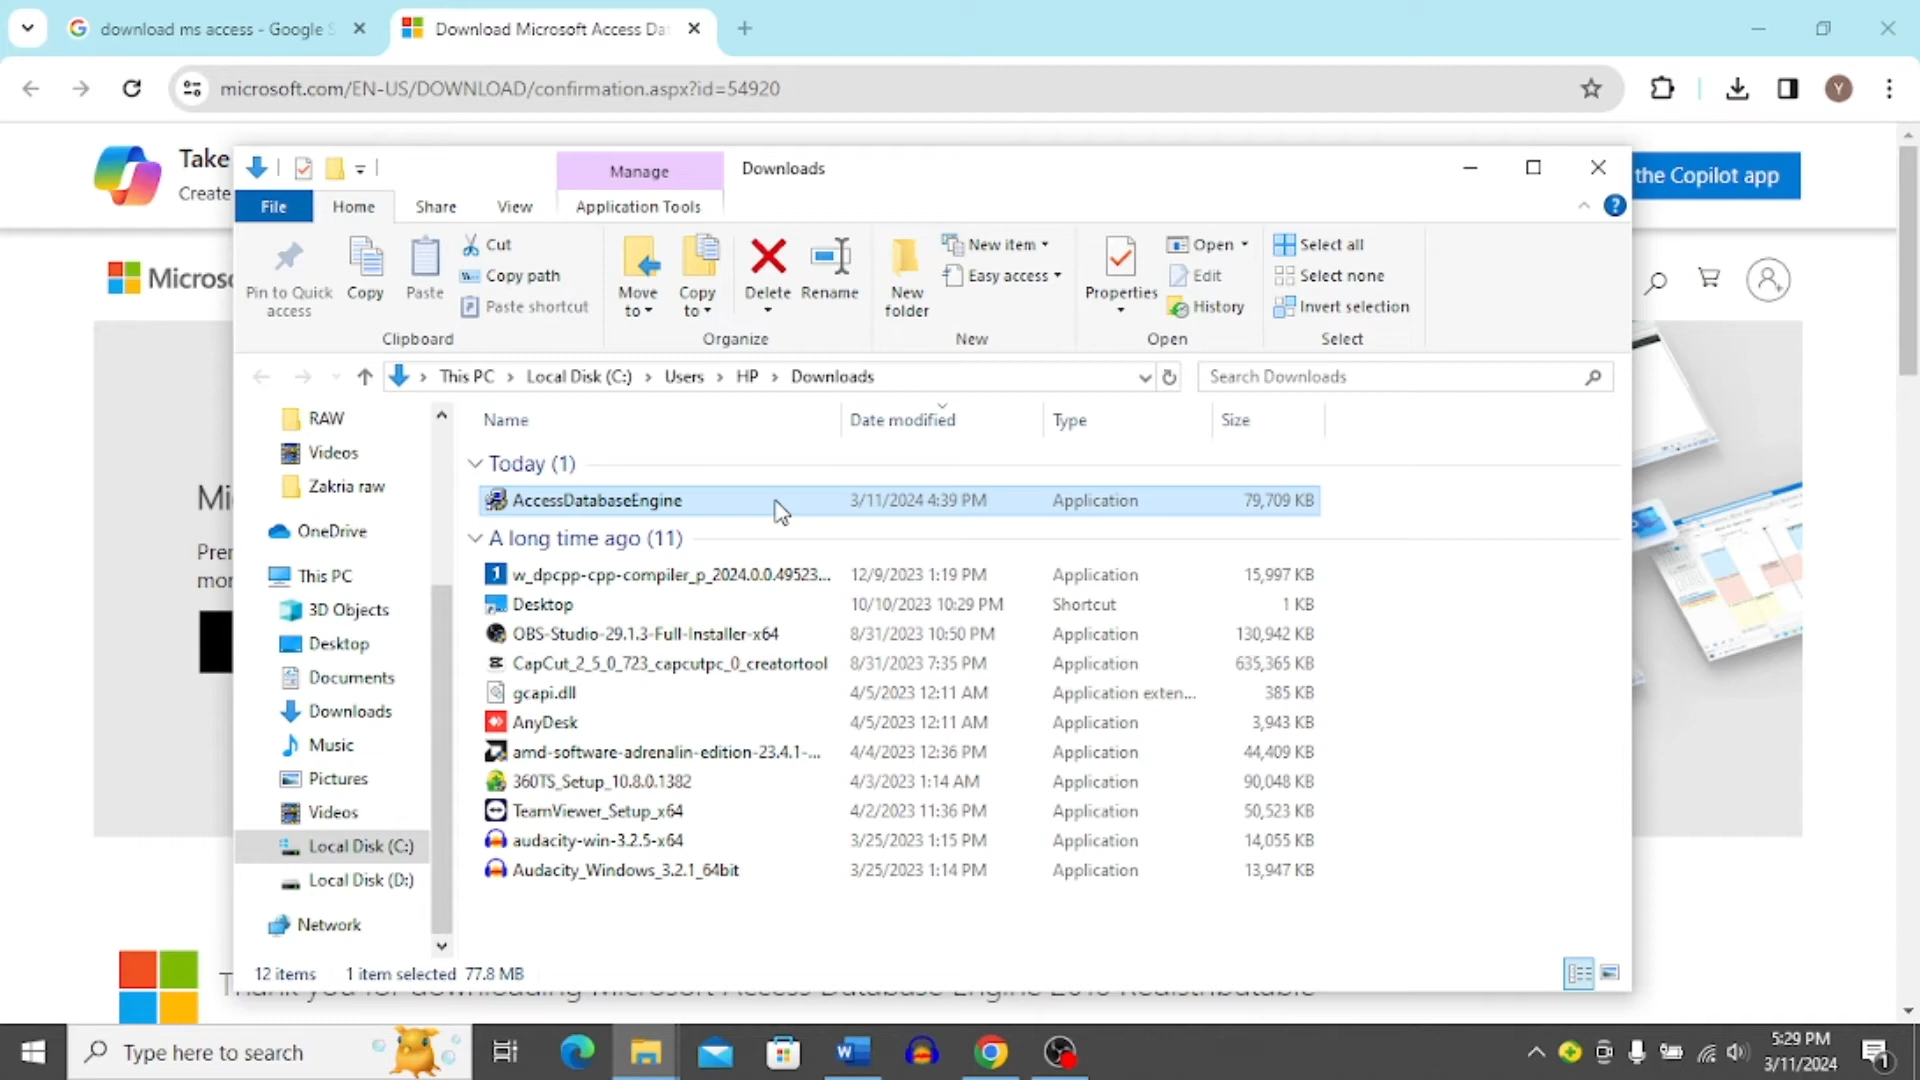 download ms access - Google S
Download Microsoft Access Dat
microsoft.com/EN-US/DOWNLOAD/confirmation.aspx?id=54920
Y
Take
Create
the Copilot app
Manage
Downloads
File
Home
Share
View
Application Tools
Pin to Quick access
Copy
Paste
Cut
Copy path
Paste shortcut
Move to
Copy to
Delete
Rename
New folder
New item
Easy access
Properties
Open
Edit
History
Select all
Select none
Invert selection
Clipboard
Organize
New
Open
Select
Microso
This PC > Local Disk (C:) > Users > HP > Downloads
Search Downloads
RAW
Videos
Zakria raw
OneDrive
This PC
3D Objects
Desktop
Documents
Downloads
Music
Pictures
Videos
Local Disk (C:)
Local Disk (D:)
Network
Name Date modified Type Size
Today (1)
AccessDatabaseEngine 3/11/2024 4:39 PM Application 79,709 KB
A long time ago (11)
w_dpcpp-cpp-compiler_p_2024.0.0.49523... 12/9/2023 1:19 PM Application 15,997 KB
Desktop 10/10/2023 10:29 PM Shortcut 1 KB
OBS-Studio-29.1.3-Full-Installer-x64 8/31/2023 10:50 PM Application 130,942 KB
CapCut_2_5_0_723_capcutpc_0_creatortool 8/31/2023 7:35 PM Application 635,365 KB
gcapi.dll 4/5/2023 12:11 AM Application exten... 385 KB
AnyDesk 4/5/2023 12:11 AM Application 3,943 KB
amd-software-adrenalin-edition-23.4.1-... 4/4/2023 12:36 PM Application 44,409 KB
360TS_Setup_10.8.0.1382 4/3/2023 1:14 AM Application 90,048 KB
TeamViewer_Setup_x64 4/2/2023 11:36 PM Application 50,523 KB
audacity-win-3.2.5-x64 3/25/2023 1:15 PM Application 14,055 KB
Audacity_Windows_3.2.1_64bit 3/25/2023 1:14 PM Application 13,947 KB
Mi
Pren
mor
12 items 1 item selected 77.8 MB
Thank you for downloading Microsoft Access Database Engine 2016 Redistributable
Type here to search
5:29 PM
3/11/2024
1